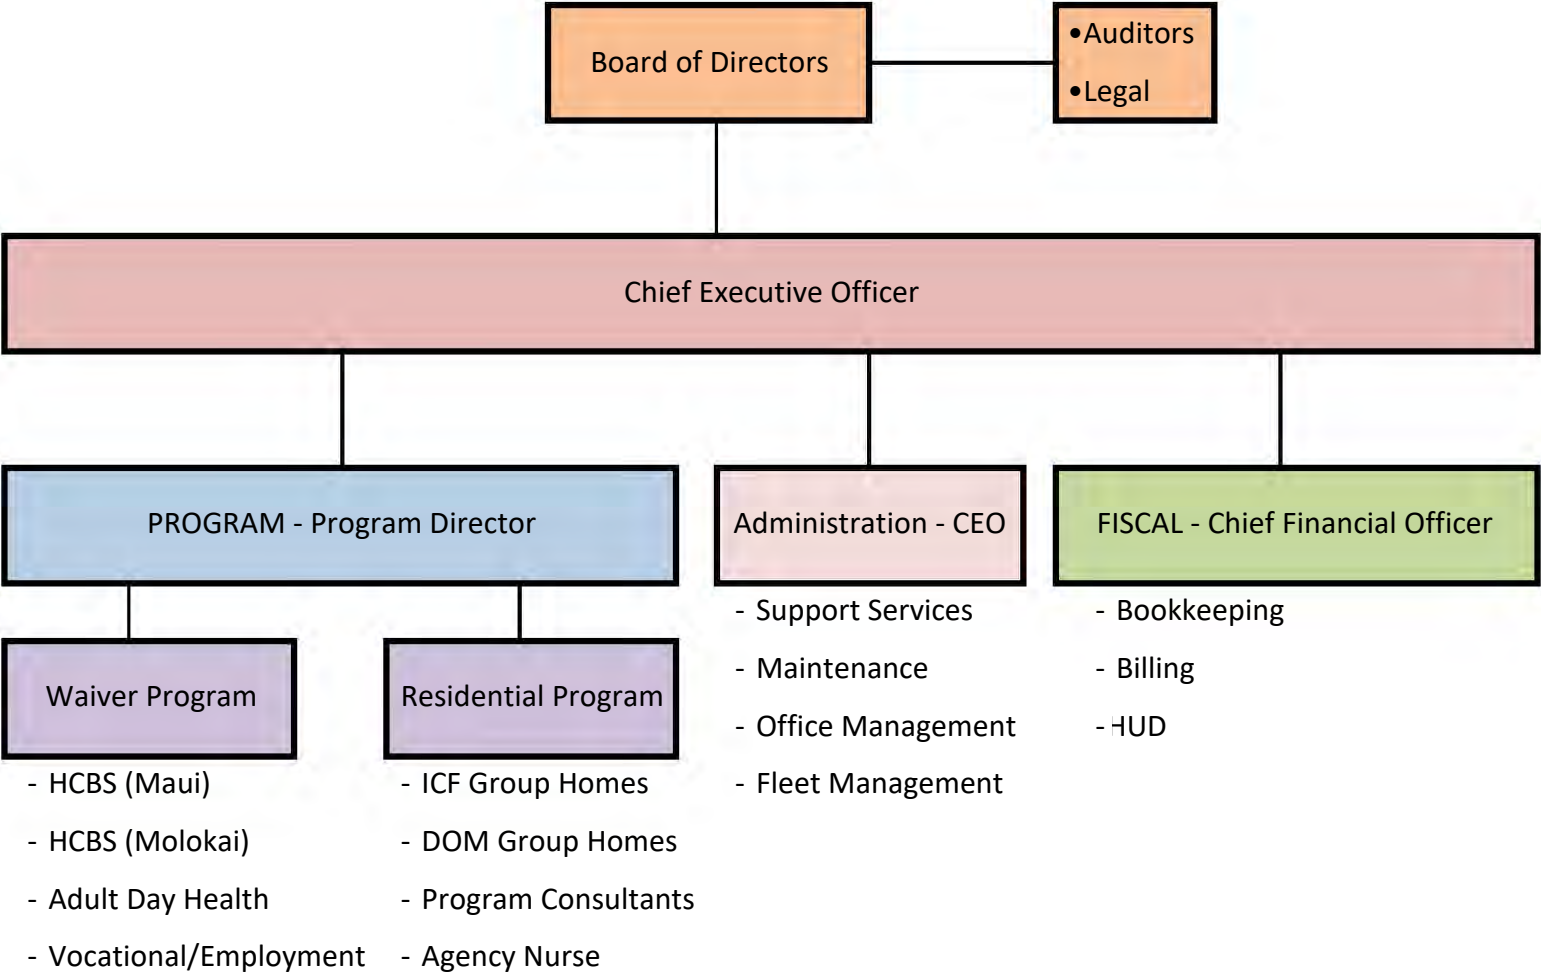 Board of Directors
•Auditors
•Legal
Chief Executive Officer
PROGRAM - Program Director
Administration - CEO
FISCAL - Chief Financial Officer
Waiver Program
- HCBS (Maui)
- HCBS (Molokai)
- Adult Day Health
- Vocational/Employment
Residential Program
- ICF Group Homes
- DOM Group Homes
- Program Consultants
- Agency Nurse
- Support Services
- Maintenance
- Office Management
- Fleet Management
- Bookkeeping
- Billing
- HUD